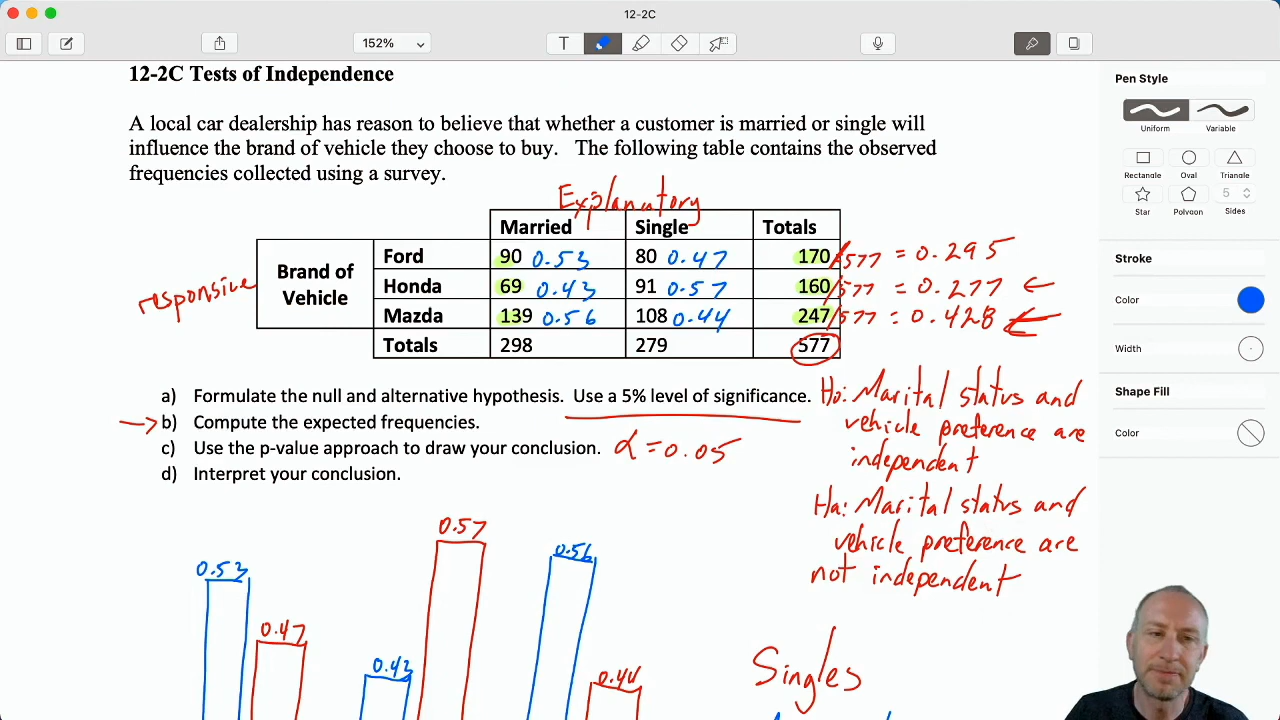 12-2C
152%
T
12-2C Tests of Independence
Pen Style
Uniform Variable
Rectangle Oval Triangle
5
Star Polygon Sides
Stroke
Color
Width
Shape Fill
Color
A local car dealership has reason to believe that whether a customer is married or single will
influence the brand of vehicle they choose to buy. The following table contains the observed
frequencies collected using a survey.
Explanatory
responsive
Married Single Totals
Brand of Vehicle
Ford 90 0.53 80 0.47 170 /577 = 0.295
Honda 69 0.43 91 0.57 160 /577 = 0.277 ←
Mazda 139 0.56 108 0.44 247 /577 = 0.428 ←
Totals 298 279 577
a) Formulate the null and alternative hypothesis. Use a 5% level of significance.
→ b) Compute the expected frequencies.
c) Use the p-value approach to draw your conclusion. α = 0.05
d) Interpret your conclusion.
Ho: Marital status and
vehicle preference are
independent
Ha: Marital status and
vehicle preference are
not independent
0.53
0.47
0.43
0.57
0.56
0.44
Singles